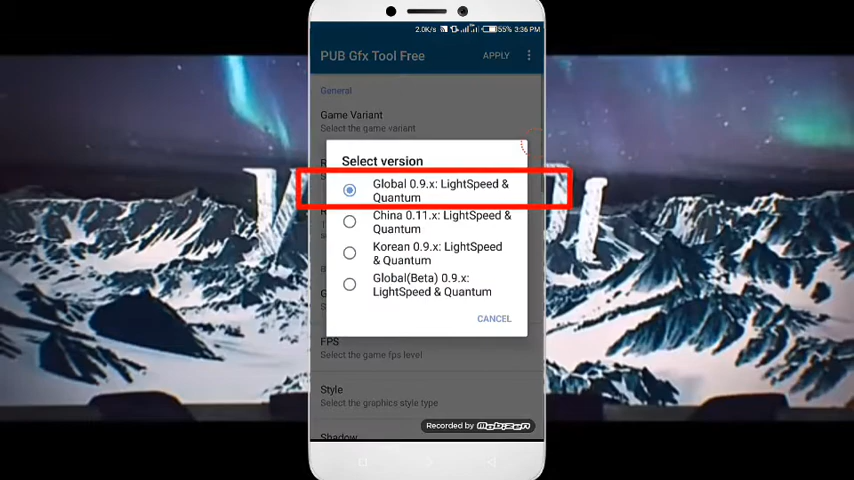 2.0K/s 55% 3:36 PM
PUB Gfx Tool Free APPLY
General
Game Variant
Select the game variant
Select version
Global 0.9.x: LightSpeed &
Quantum
China 0.11.x: LightSpeed &
Quantum
Korean 0.9.x: LightSpeed
& Quantum
Global(Beta) 0.9.x:
LightSpeed & Quantum
CANCEL
FPS
Select the game fps level
Style
Select the graphics style type
Shadow
Recorded by MOBIZEN